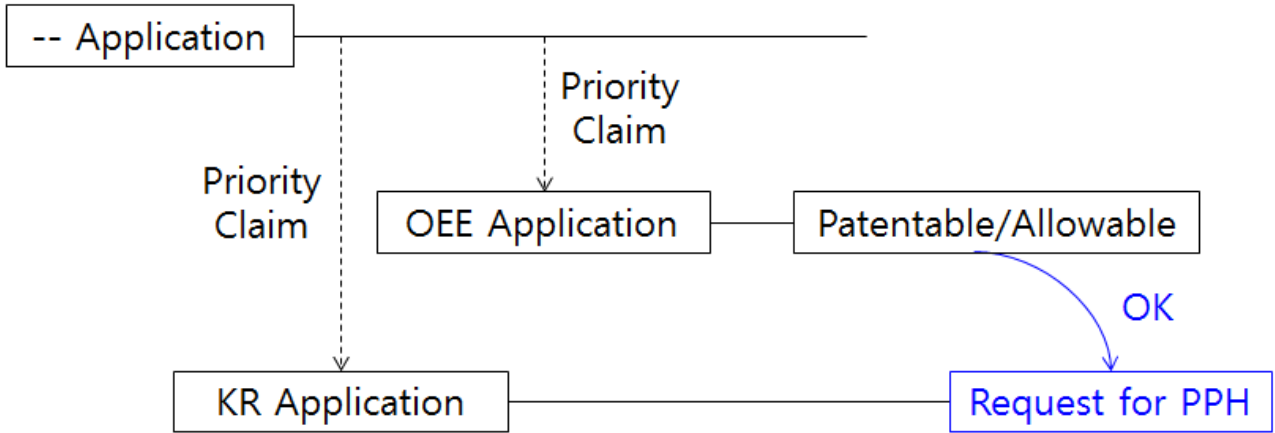 -- Application
Priority
Claim
Priority
Claim
OEE Application
Patentable/Allowable
OK
KR Application
Request for PPH